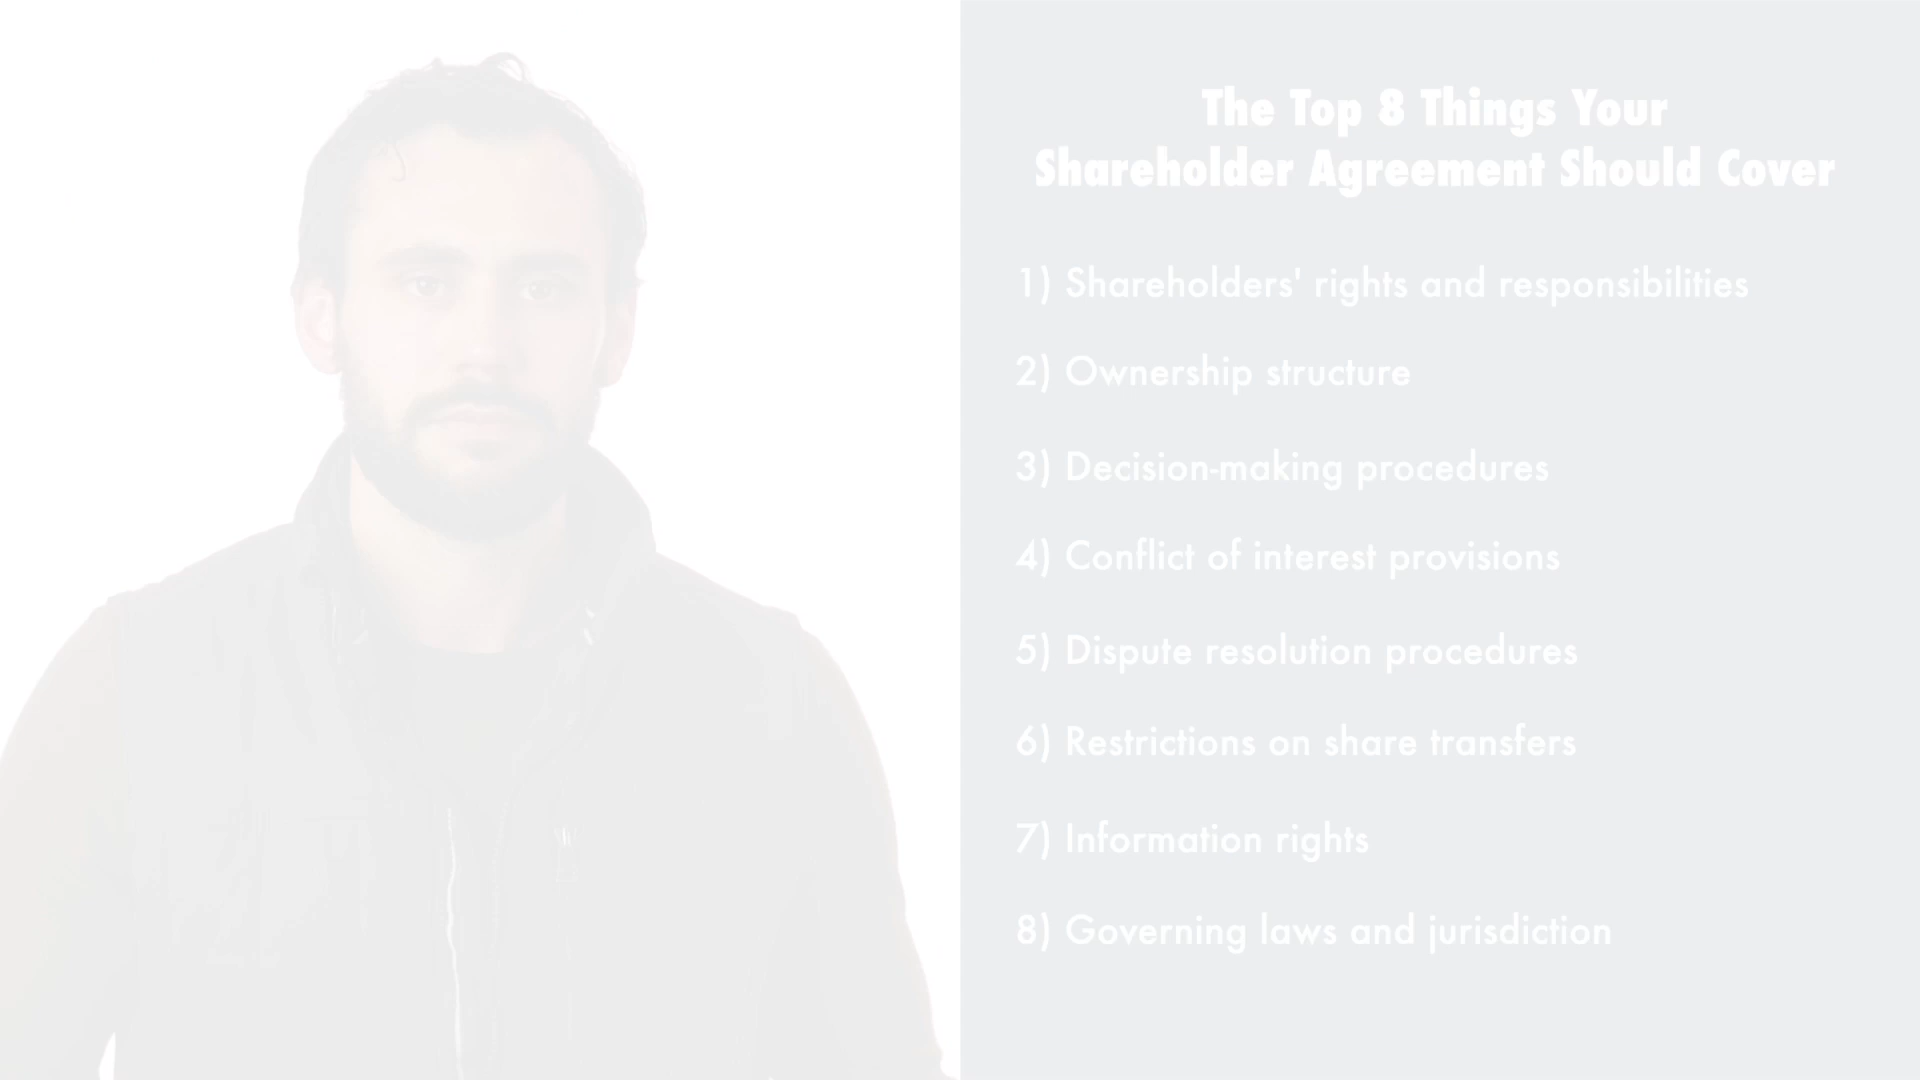 The Top 8 Things Your
Shareholder Agreement Should Cover
1) Shareholders' rights and responsibilities
2) Ownership structure
3) Decision-making procedures
4) Conflict of interest provisions
5) Dispute resolution procedures
6) Restrictions on share transfers
7) Information rights
8) Governing laws and jurisdiction